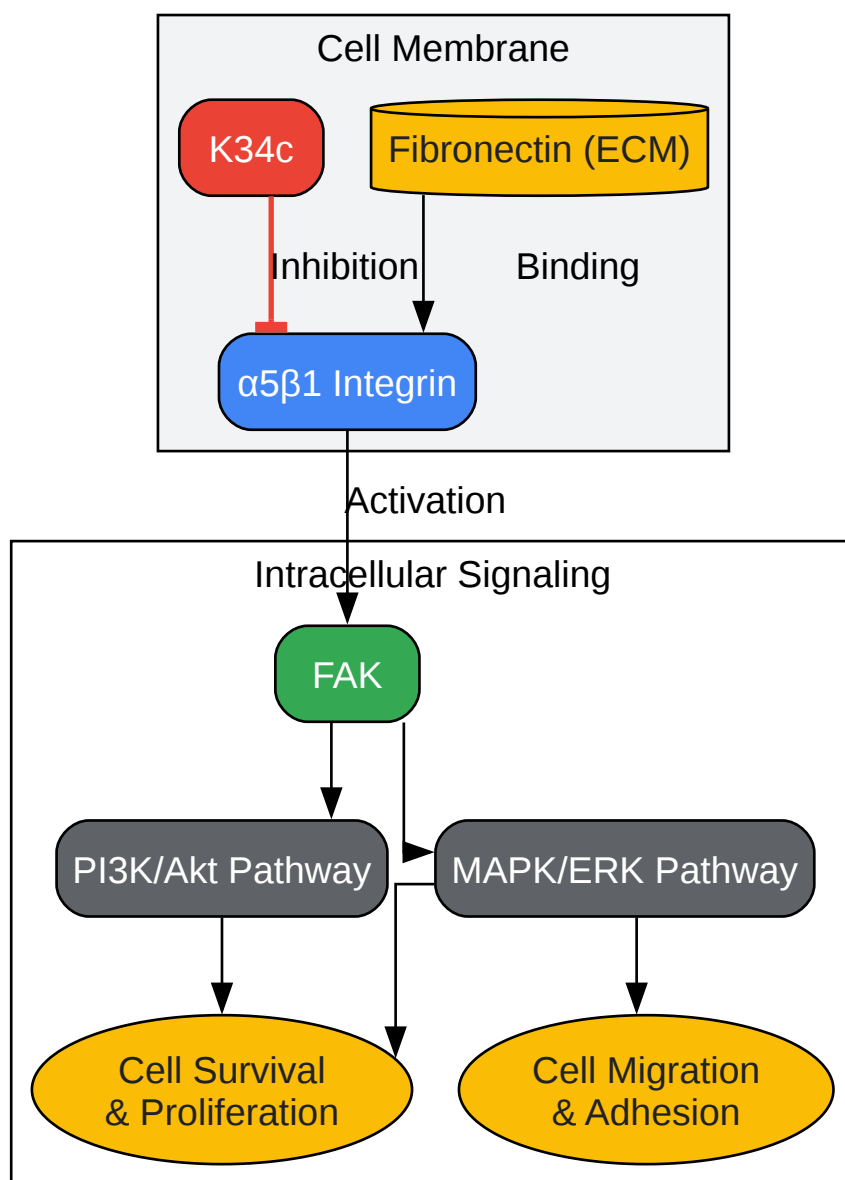 Cell Membrane
K34c
Fibronectin (ECM)
Inhibition
Binding
α5β1 Integrin
Activation
Intracellular Signaling
FAK
PI3K/Akt Pathway
MAPK/ERK Pathway
Cell Survival
& Proliferation
Cell Migration
& Adhesion